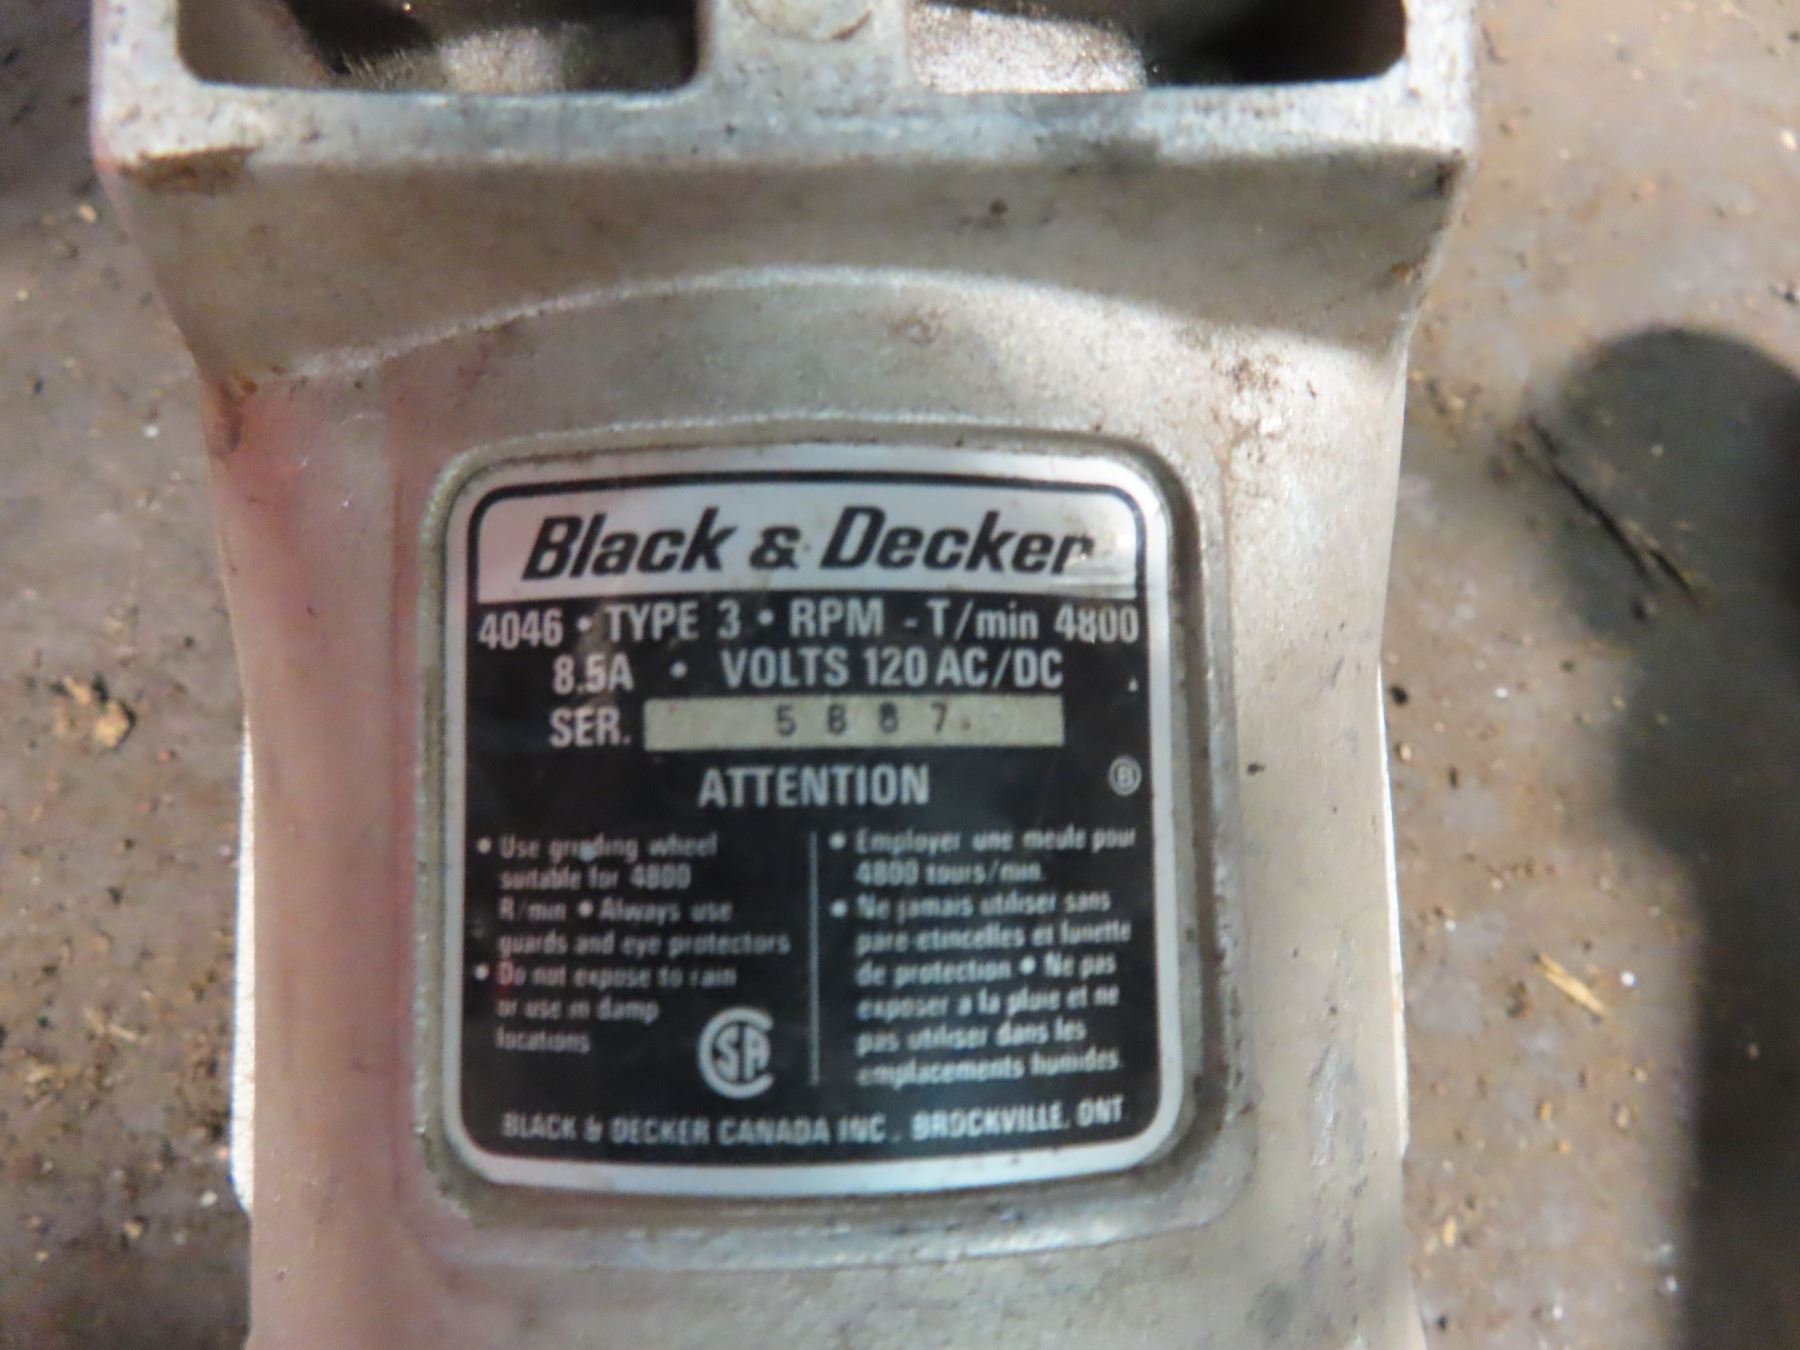 Black & Decker
4046 • TYPE 3 • RPM - T/min 4800
8.5A • VOLTS 120 AC/DC
SER. 5887.
ATTENTION
B
• Use grinding wheel
suitable for 4800
R/min • Always use
guards and eye protectors
• Do not expose to rain
or use in damp
locations
CSA
• Employer une meule pour
4800 tours/min.
• Ne jamais utiliser sans
pare-etincelles et lunette
de protection • Ne pas
exposer a la pluie et ne
pas utiliser dans les
emplacements humides.
BLACK & DECKER CANADA INC., BROCKVILLE, ONT